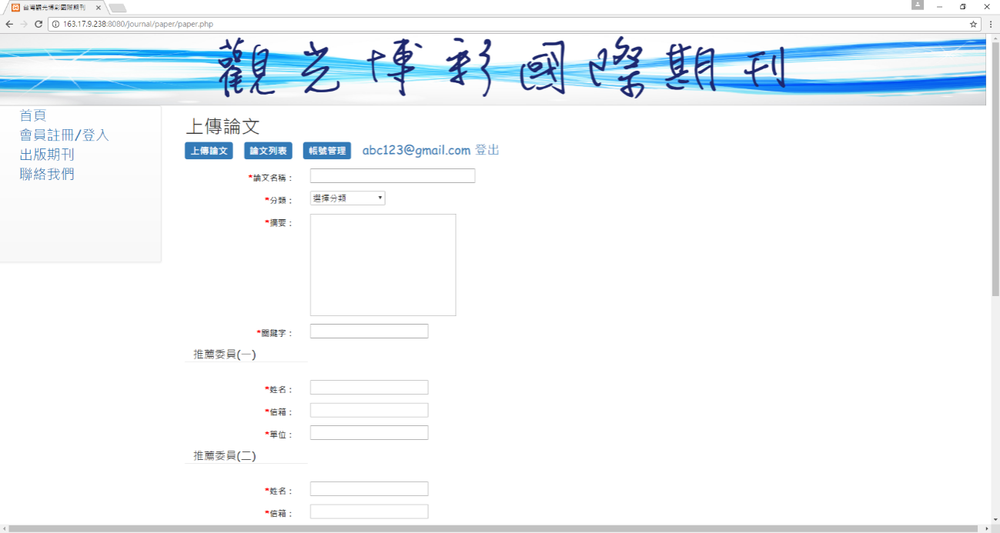 台灣觀光博彩國際期刊
163.17.9.238:8080/journal/paper/paper.php
觀光博彩國際期刊
首頁
會員註冊/登入
出版期刊
聯絡我們
上傳論文
上傳論文 論文列表 帳號管理 abc123@gmail.com 登出
*論文名稱：
*分類： 選擇分類
*摘要：
*關鍵字：
推薦委員(一)
*姓名：
*信箱：
*單位：
推薦委員(二)
*姓名：
*信箱：